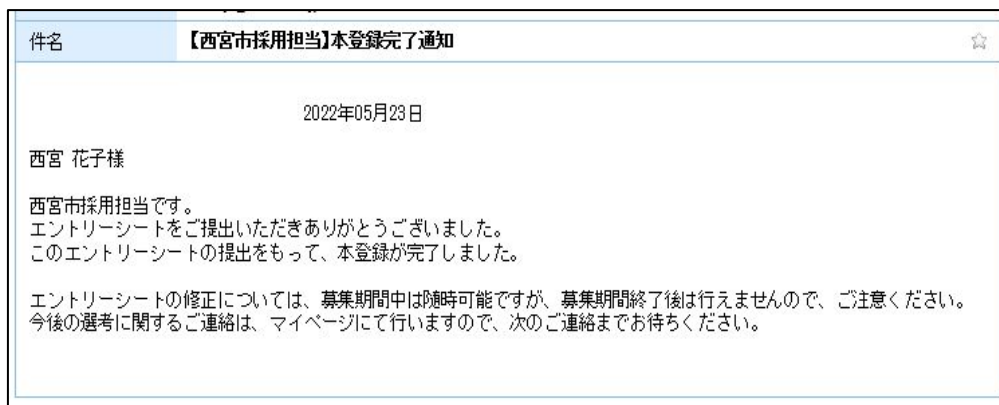 件名 【西宮市採用担当】本登録完了通知
2022年05月23日
西宮 花子様
西宮市採用担当です。
エントリーシートをご提出いただきありがとうございました。
このエントリーシートの提出をもって、本登録が完了しました。
エントリーシートの修正については、募集期間中は随時可能ですが、募集期間終了後は行えませんので、ご注意ください。
今後の選考に関するご連絡は、マイページにて行いますので、次のご連絡までお待ちください。